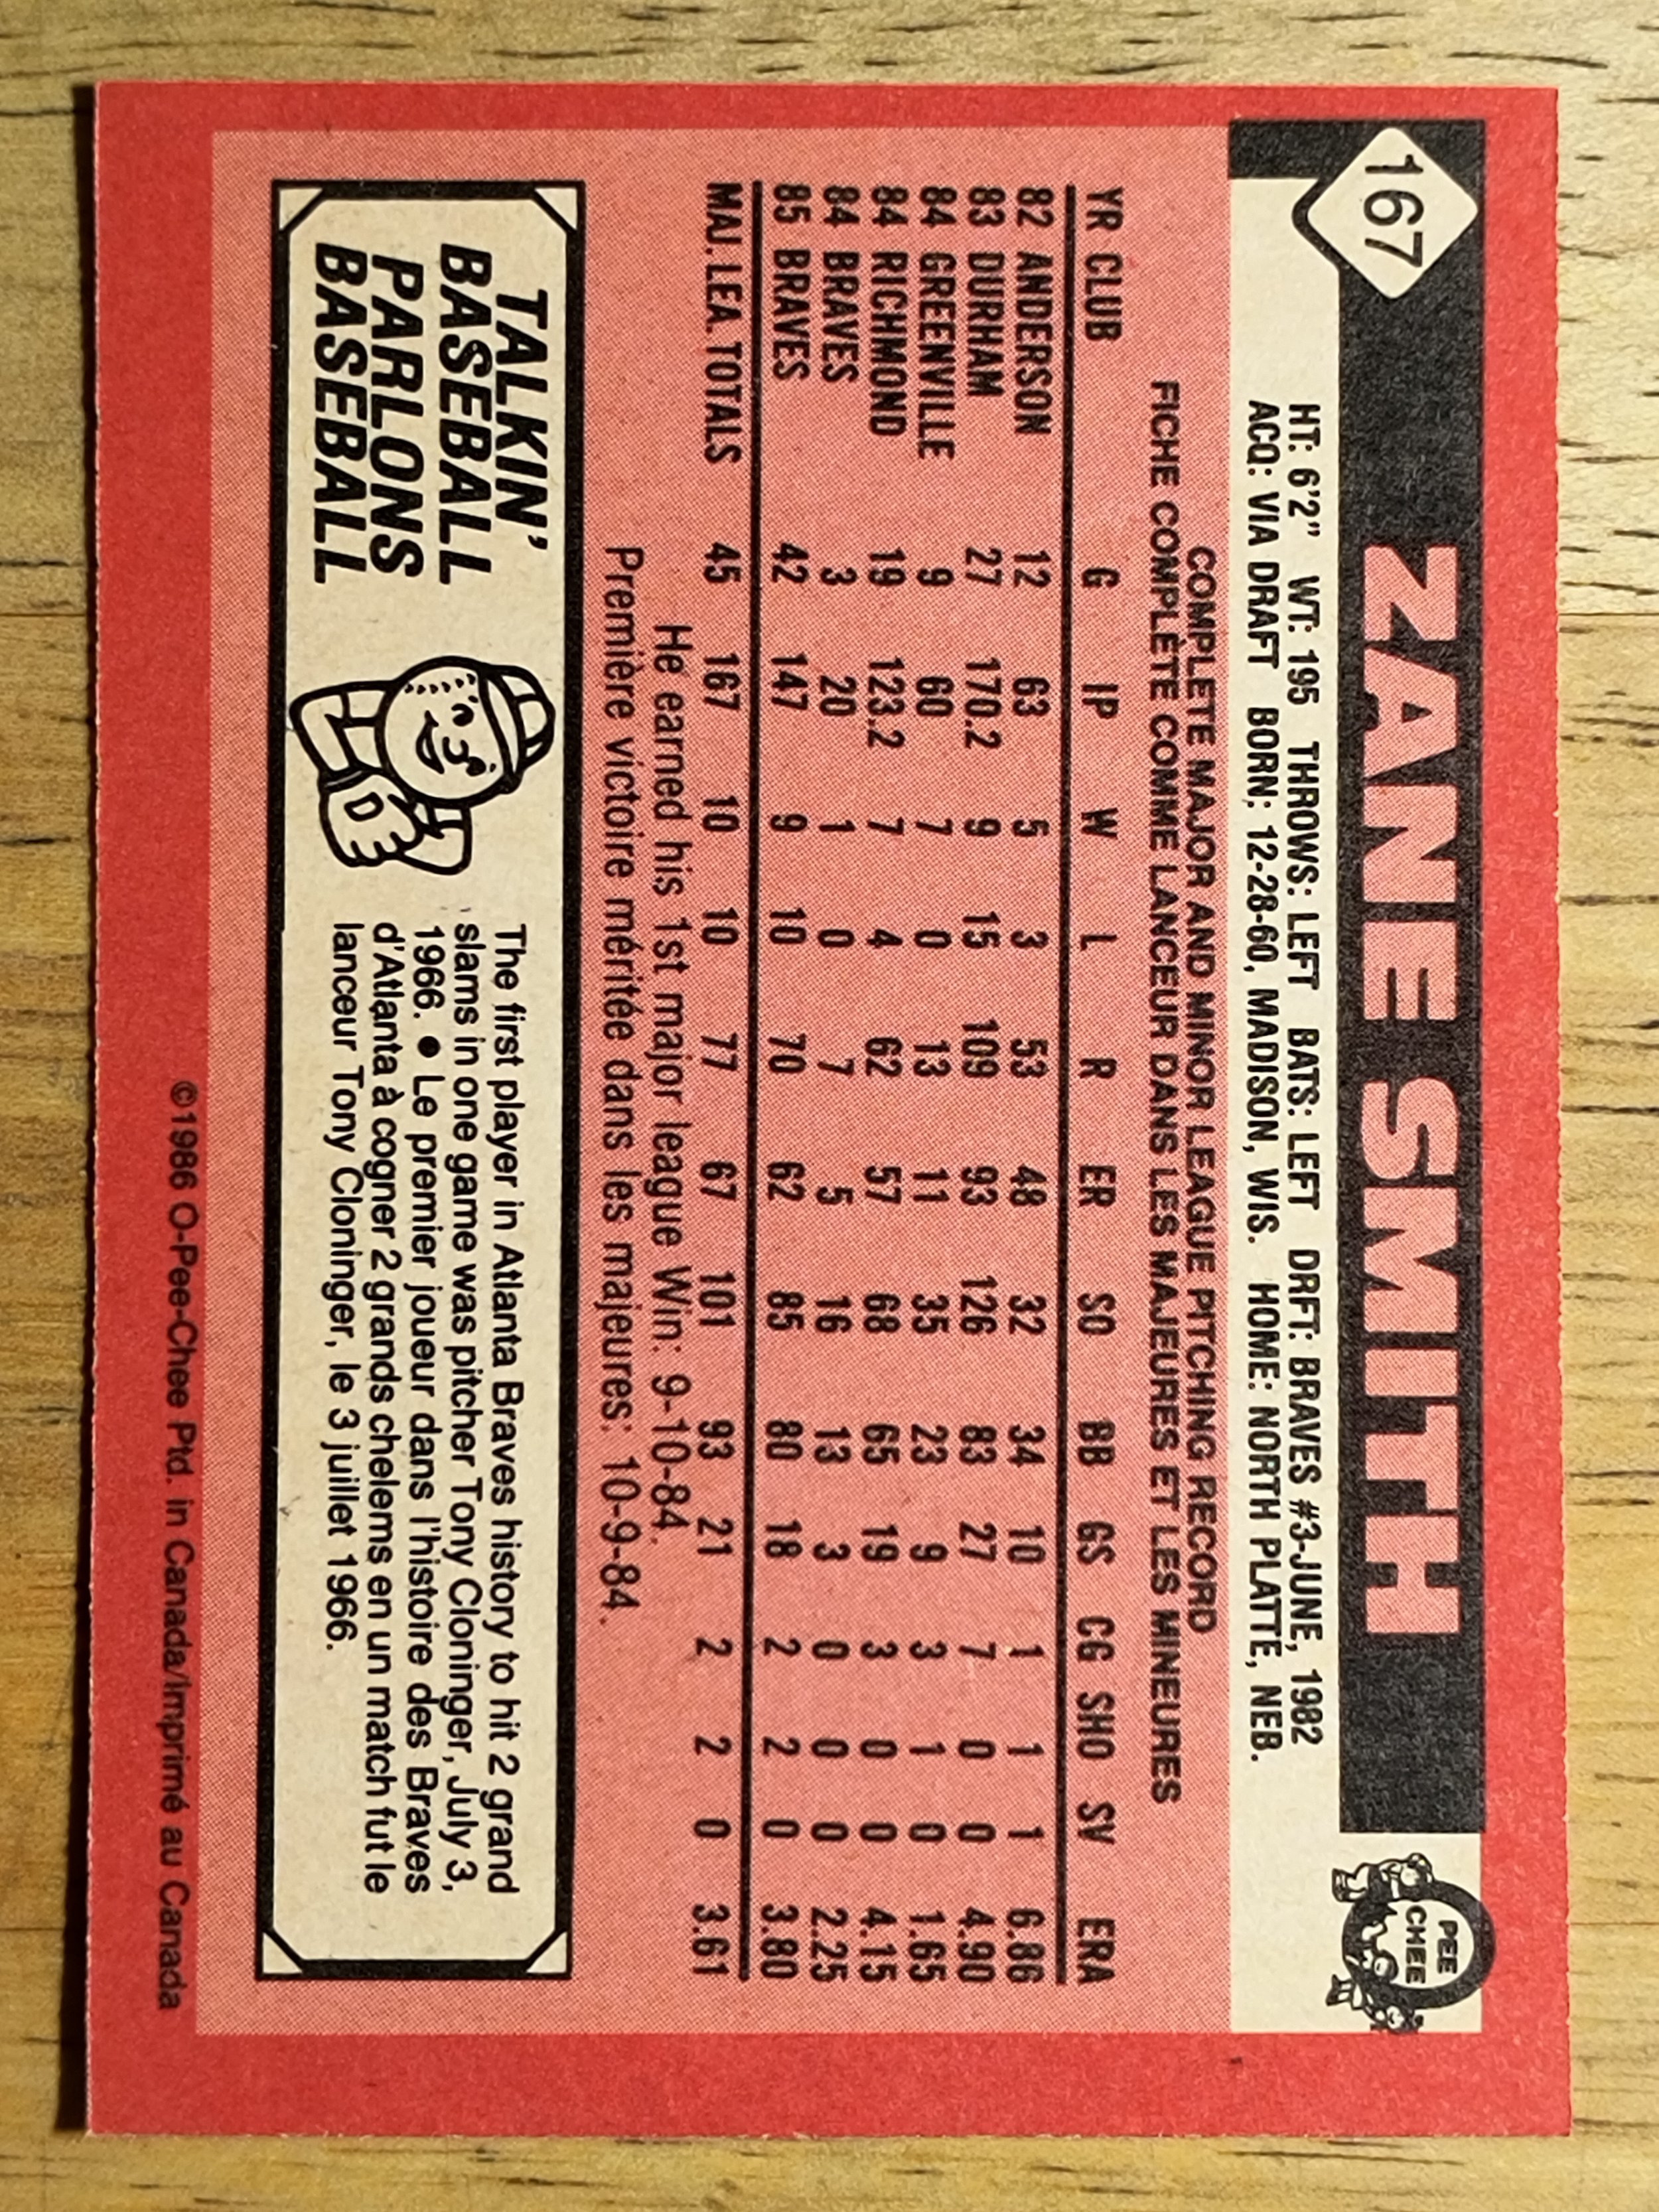 167
ZANE SMITH
PEE
CHEE
HT: 6'2" WT: 195 THROWS: LEFT BATS: LEFT DRFT: BRAVES #3-JUNE, 1982
ACQ: VIA DRAFT BORN: 12-28-60, MADISON, WIS. HOME: NORTH PLATTE, NEB.
COMPLETE MAJOR AND MINOR LEAGUE PITCHING RECORD
FICHE COMPLÈTE COMME LANCEUR DANS LES MAJEURES ET LES MINEURES
YR CLUB G IP W L R ER SO BB GS CG SHO SV ERA
82 ANDERSON 12 63 5 3 53 48 32 34 10 1 1 1 6.86
83 DURHAM 27 170.2 9 15 109 93 126 83 27 7 0 0 4.90
84 GREENVILLE 9 60 7 0 13 11 35 23 9 3 1 0 1.65
84 RICHMOND 19 123.2 7 4 62 57 68 65 19 3 0 0 4.15
84 BRAVES 3 20 1 0 7 5 16 13 3 0 0 0 2.25
85 BRAVES 42 147 9 10 70 62 85 80 18 2 2 0 3.80
MAJ. LEA. TOTALS 45 167 10 10 77 67 101 93 21 2 2 0 3.61
He earned his 1st major league Win: 9-10-84.
Première victoire méritée dans les majeures: 10-9-84.
TALKIN'
BASEBALL
PARLONS
BASEBALL
The first player in Atlanta Braves history to hit 2 grand
slams in one game was pitcher Tony Cloninger, July 3,
1966. ● Le premier joueur dans l'histoire des Braves
d'Atlanta à cogner 2 grands chelems en un match fut le
lanceur Tony Cloninger, le 3 juillet 1966.
©1986 O-Pee-Chee Ptd. in Canada/Imprimé au Canada